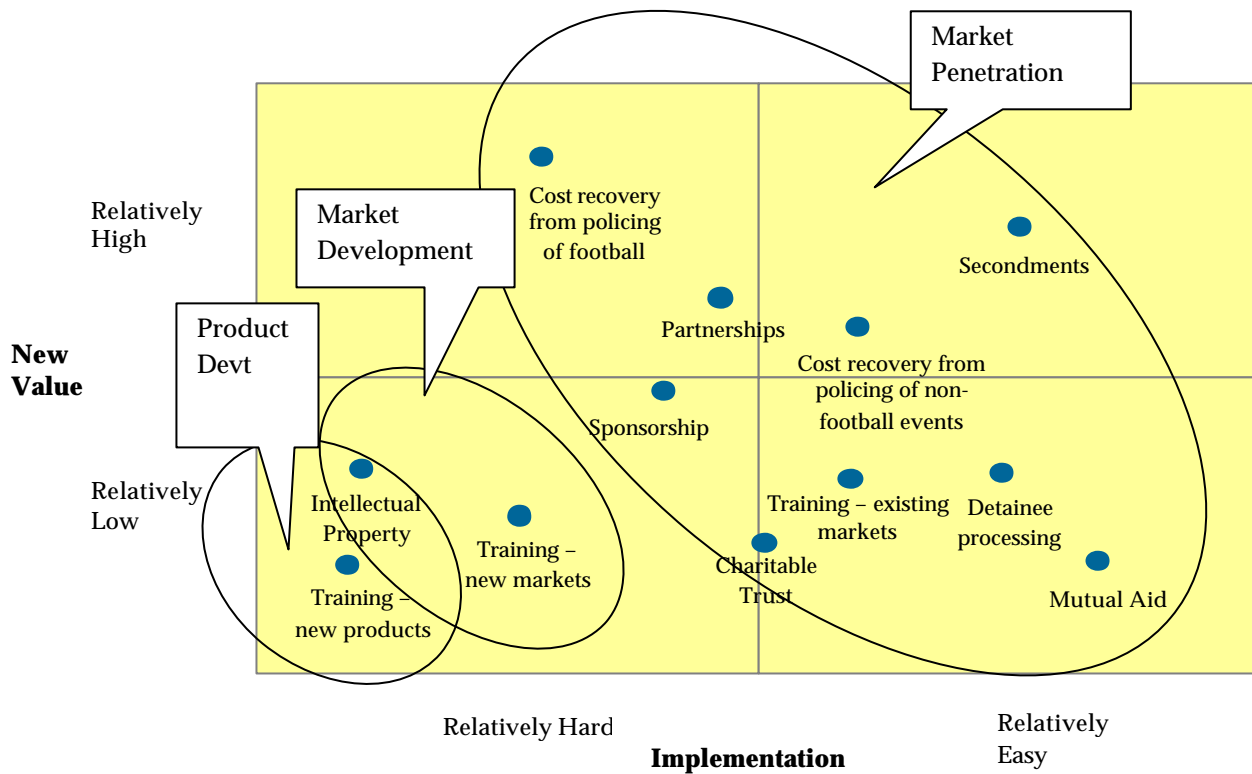 Market
Penetration
Market
Development
Product
Devt
Relatively
High
New
Value
Relatively
Low
Cost recovery
from policing
of football
Secondments
Partnerships
Cost recovery from
policing of non-
football events
Sponsorship
Intellectual
Property
Training –
new markets
Training –
new products
Training – existing
markets
Detainee
processing
Charitable
Trust
Mutual Aid
Relatively Hard
Relatively
Easy
Implementation